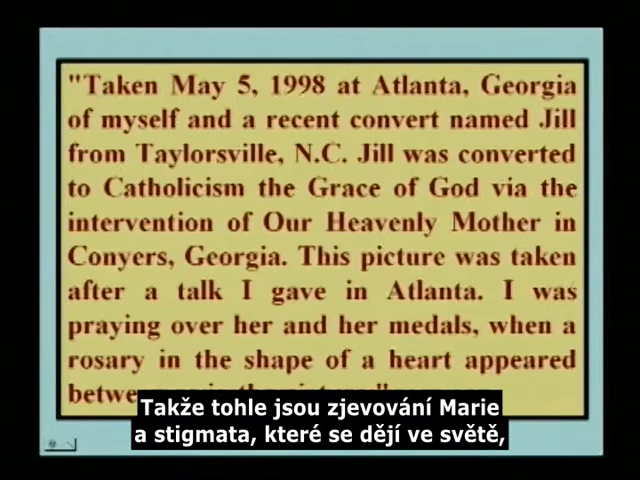 "Taken May 5, 1998 at Atlanta, Georgia
of myself and a recent convert named Jill
from Taylorsville, N.C. Jill was converted
to Catholicism the Grace of God via the
intervention of Our Heavenly Mother in
Conyers, Georgia. This picture was taken
after a talk I gave in Atlanta. I was
praying over her and her medals, when a
rosary in the shape of a heart appeared
Takže tohle jsou zjevování Marie
a stigmata, které se dějí ve světě,